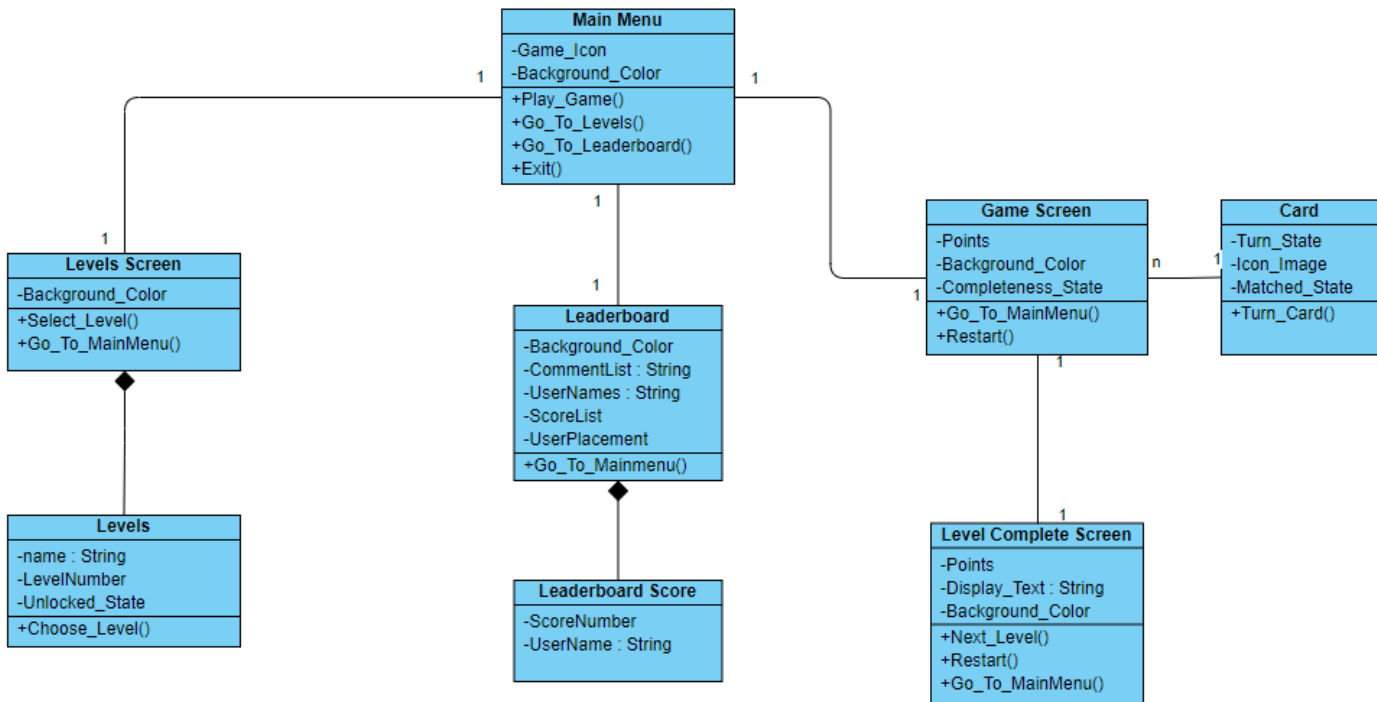 Main Menu
-Game_Icon
-Background_Color
+Play_Game()
+Go_To_Levels()
+Go_To_Leaderboard()
+Exit()
1
1
1
1
Levels Screen
-Background_Color
+Select_Level()
+Go_To_MainMenu()
Levels
-name : String
-LevelNumber
-Unlocked_State
+Choose_Level()
1
Leaderboard
-Background_Color
-CommentList : String
-UserNames : String
-ScoreList
-UserPlacement
+Go_To_Mainmenu()
Leaderboard Score
-ScoreNumber
-UserName : String
1
Game Screen
-Points
-Background_Color
-Completeness_State
+Go_To_MainMenu()
+Restart()
n
1
Card
-Turn_State
-Icon_Image
-Matched_State
+Turn_Card()
1
1
Level Complete Screen
-Points
-Display_Text : String
-Background_Color
+Next_Level()
+Restart()
+Go_To_MainMenu()